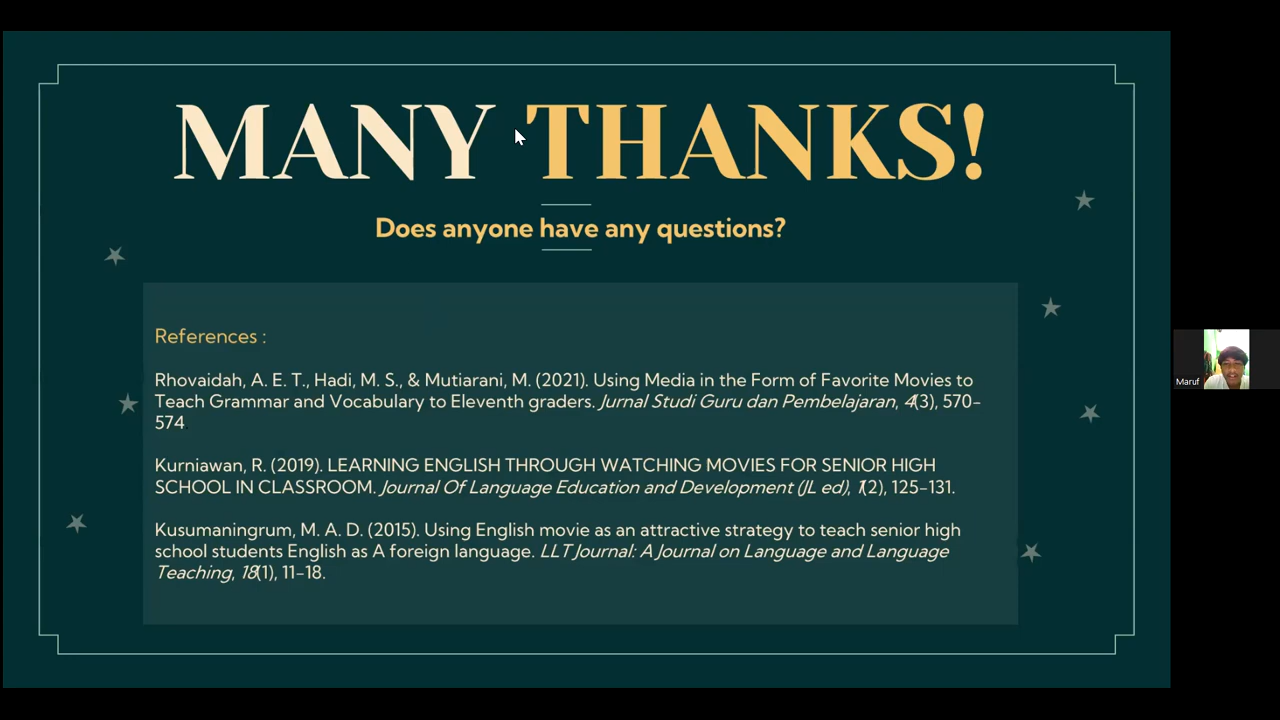 MANY THANKS!
Does anyone have any questions?
References :
Rhovaidah, A. E. T., Hadi, M. S., & Mutiarani, M. (2021). Using Media in the Form of Favorite Movies to
Teach Grammar and Vocabulary to Eleventh graders. Jurnal Studi Guru dan Pembelajaran, 4(3), 570-
574.
Kurniawan, R. (2019). LEARNING ENGLISH THROUGH WATCHING MOVIES FOR SENIOR HIGH
SCHOOL IN CLASSROOM. Journal Of Language Education and Development (JL ed), 1(2), 125-131.
Kusumaningrum, M. A. D. (2015). Using English movie as an attractive strategy to teach senior high
school students English as A foreign language. LLT Journal: A Journal on Language and Language
Teaching, 18(1), 11-18.
Maruf